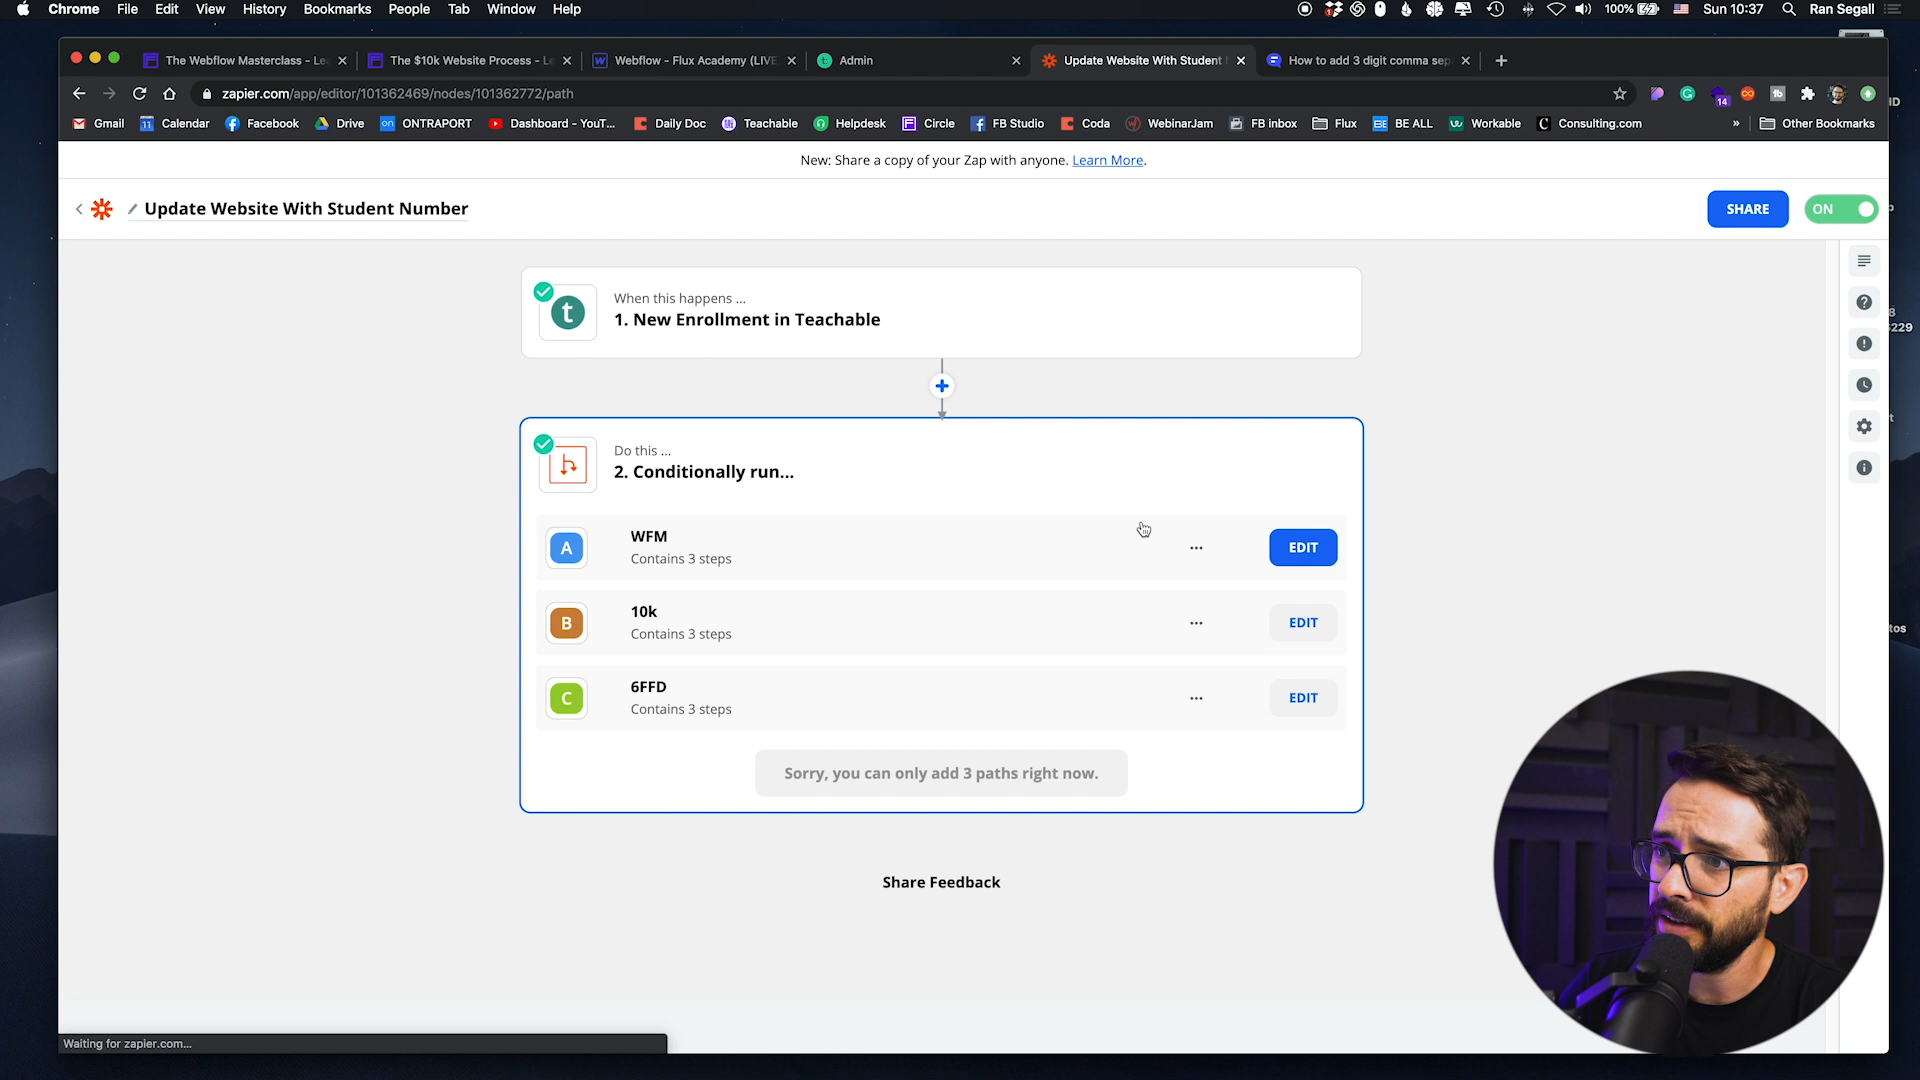 Chrome File Edit View History Bookmarks People Tab Window Help
100% Sun 10:37 Ran Segall
The Webflow Masterclass - Le
The $10k Website Process - Le
Webflow - Flux Academy (LIVE
Admin
Update Website With Student
How to add 3 digit comma sep
zapier.com/app/editor/101362469/nodes/101362772/path
14
Gmail
Calendar
Facebook
Drive
on ONTRAPORT
Dashboard - YouT...
Daily Doc
Teachable
Helpdesk
Circle
FB Studio
Coda
WebinarJam
FB inbox
Flux
BE ALL
Workable
Consulting.com
» Other Bookmarks
New: Share a copy of your Zap with anyone. Learn More.
Update Website With Student Number
SHARE
ON
t
When this happens ...
1. New Enrollment in Teachable
Do this ...
2. Conditionally run...
A
WFM
Contains 3 steps
EDIT
B
10k
Contains 3 steps
EDIT
C
6FFD
Contains 3 steps
EDIT
Sorry, you can only add 3 paths right now.
Share Feedback
Waiting for zapier.com...
229
tos